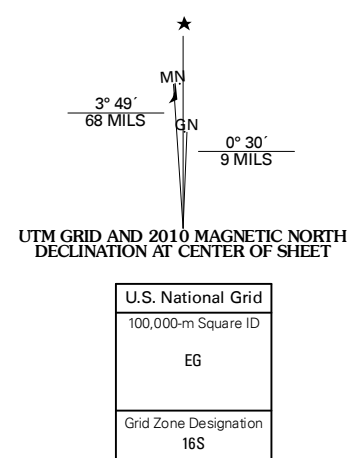 ★
MN
3° 49´
68 MILS
GN
0° 30´
9 MILS
UTM GRID AND 2010 MAGNETIC NORTH
DECLINATION AT CENTER OF SHEET
U.S. National Grid
100,000-m Square ID
EG
Grid Zone Designation
16S